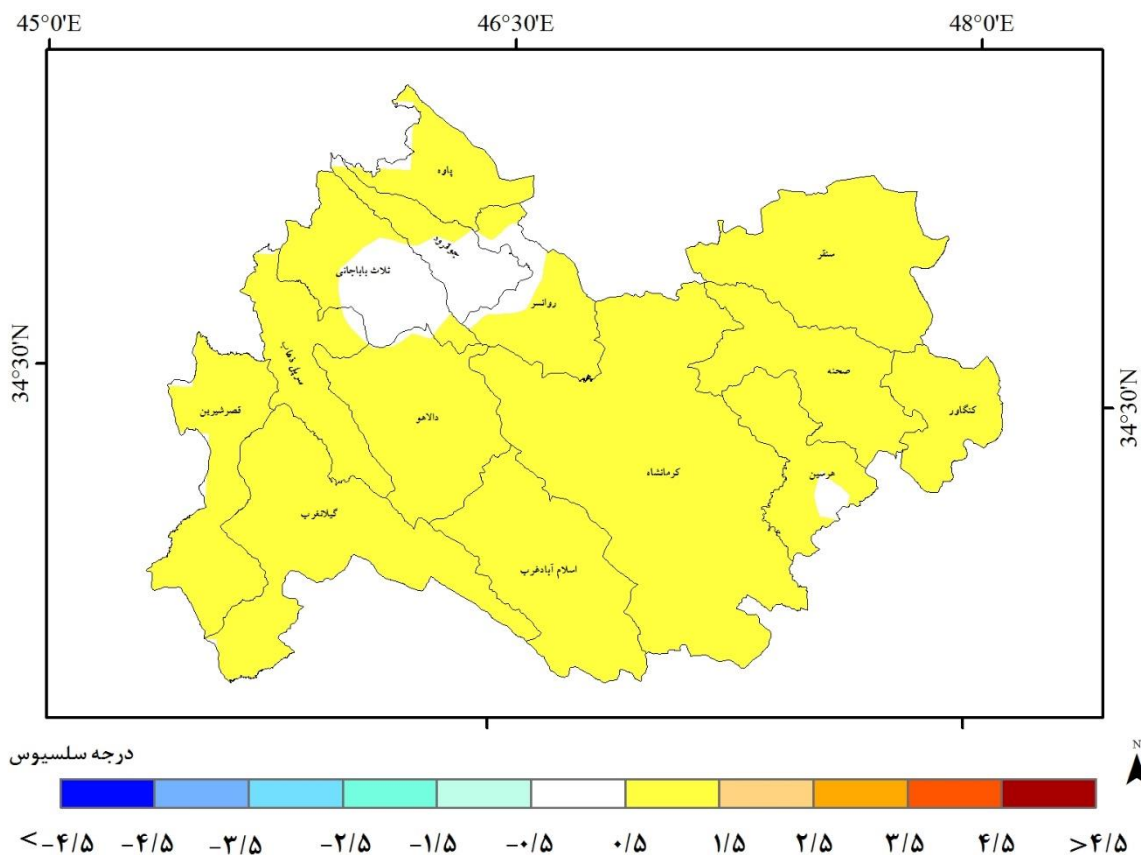 45°0'E 46°30'E 48°0'E
پاوه
سنقر
جوانرود
ثلاث باباجانی
روانسر
34°30'N
34°30'N
سرپل ذهاب
صحنه
قصرشیرین
دالاهو
کنگاور
کرمانشاه
هرسین
گیلانغرب
اسلام آبادغرب
درجه سلسیوس
N
<-۴/۵ -۴/۵ -۳/۵ -۲/۵ -۱/۵ -۰/۵ ۰/۵ ۱/۵ ۲/۵ ۳/۵ ۴/۵ >۴/۵